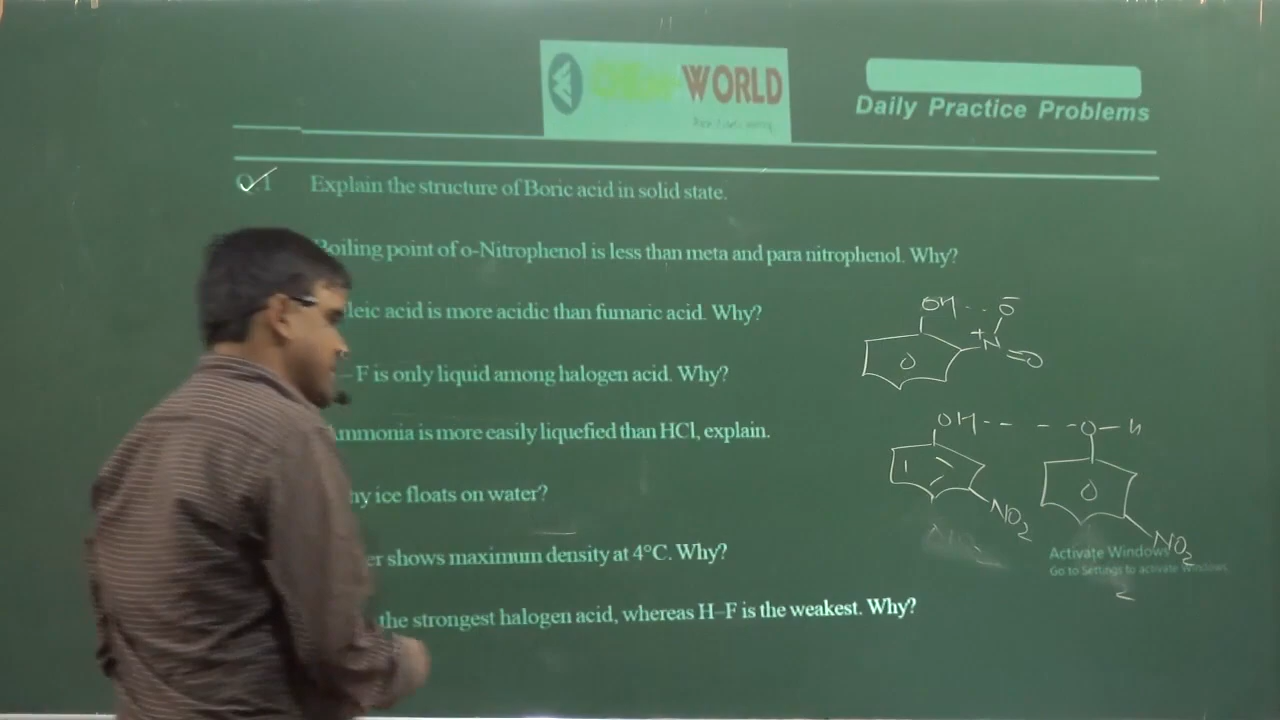 WORLD
Daily Practice Problems
Q.1 Explain the structure of Boric acid in solid state.
Boiling point of o-Nitrophenol is less than meta and para nitrophenol. Why?
leic acid is more acidic than fumaric acid. Why?
– F is only liquid among halogen acid. Why?
Ammonia is more easily liquefied than HCl, explain.
hy ice floats on water?
er shows maximum density at 4°C. Why?
the strongest halogen acid, whereas H–F is the weakest. Why?
OH ... O⁻
+
N
O
OH - - - - - O – H
NO2
NO2
Activate Windows
Go to Settings to activate Windows.
2